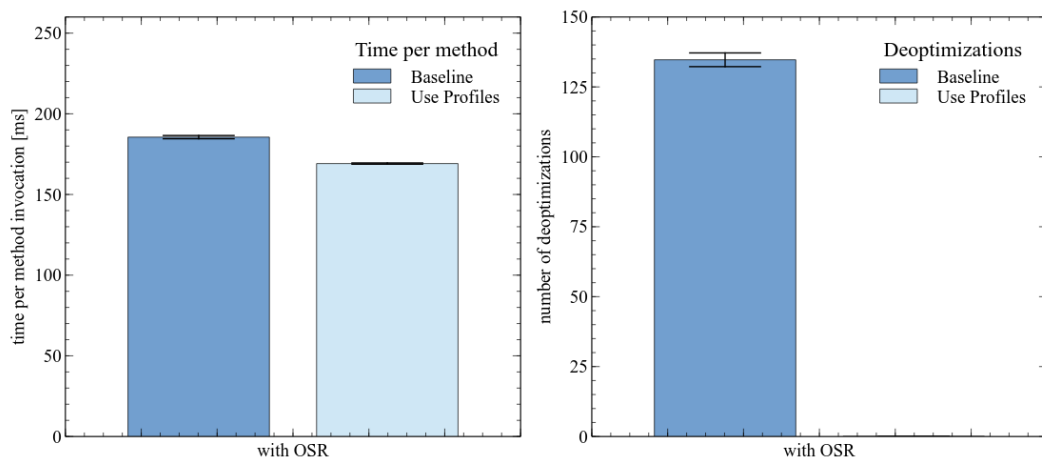 250
200
150
100
50
0
time per method invocation [ms]
Time per method
Baseline
Use Profiles
with OSR
150
125
100
75
50
25
0
number of deoptimizations
Deoptimizations
Baseline
Use Profiles
with OSR